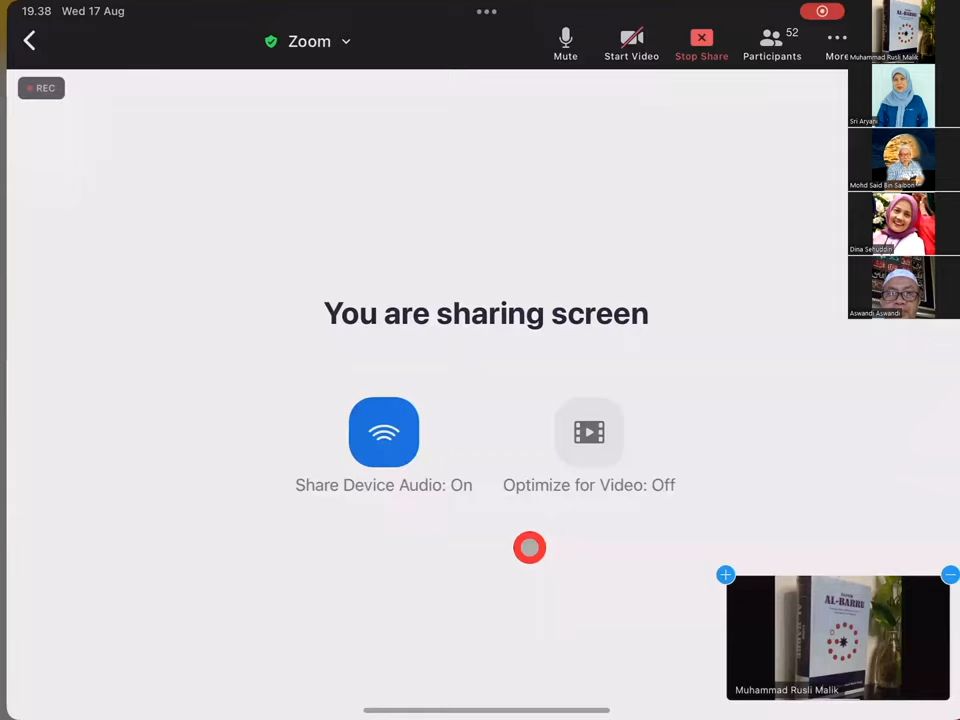 19.38 Wed 17 Aug
Zoom
Mute
Start Video
Stop Share
Participants
52
More
REC
Muhammad Rusli Malik
Sri Aryani
Mohd Said Bin Saibon
Dina Sehuddin
Aswandi Aswandi
You are sharing screen
Share Device Audio: On
Optimize for Video: Off
AL-BARRU
Muhammad Rusli Malik